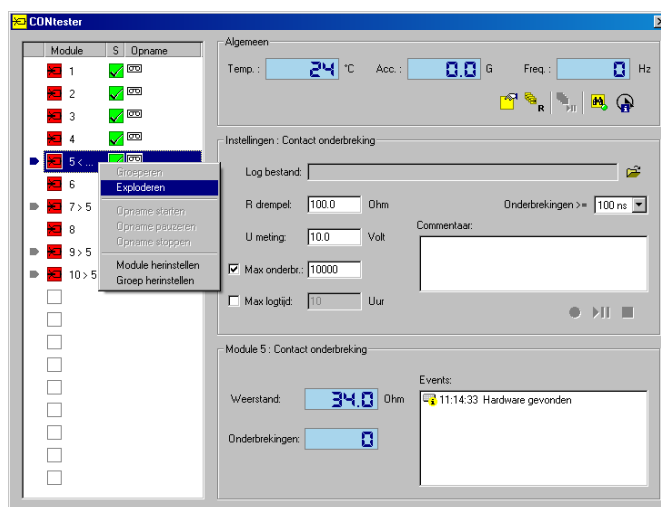 CONtester
Module S Opname
1
2
3
4
5 < ...
6
7 > 5
8
9 > 5
10 > 5
Groeperen
Exploderen
Opname starten
Opname pauzeren
Opname stoppen
Module herinstellen
Groep herinstellen
Algemeen
Temp. : 24 °C Acc. : 0.0 G Freq. : 0 Hz
R
Instellingen : Contact onderbreking
Log bestand:
R drempel: 100.0 Ohm Onderbrekingen >= 100 ns
U meting: 10.0 Volt Commentaar:
Max onderbr.: 10000
Max logtijd: 10 Uur
Module 5 : Contact onderbreking
Weerstand: 34.0 Ohm
Onderbrekingen: 0
Events:
11:14:33 Hardware gevonden